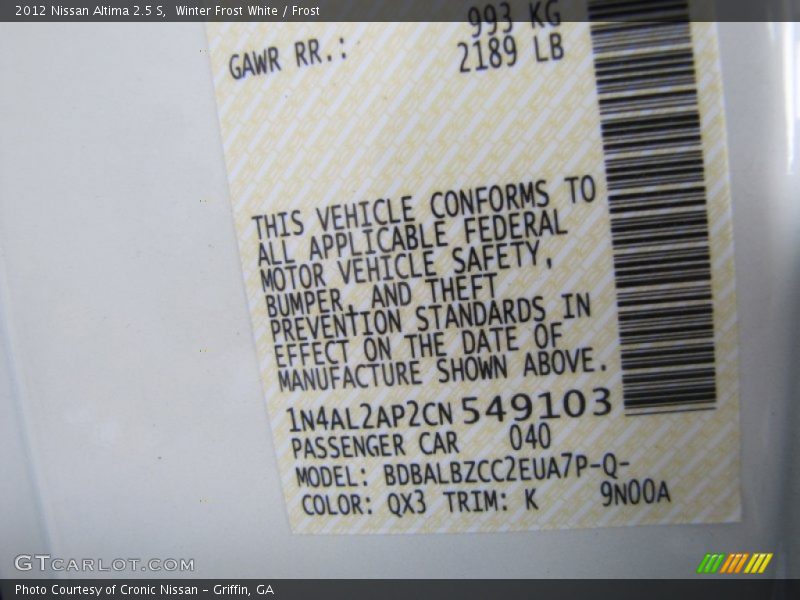 2012 Nissan Altima 2.5 S,  Winter Frost White / Frost
993 KG
GAWR RR.: 2189 LB
THIS VEHICLE CONFORMS TO
ALL APPLICABLE FEDERAL
MOTOR VEHICLE SAFETY,
BUMPER, AND THEFT
PREVENTION STANDARDS IN
EFFECT ON THE DATE OF
MANUFACTURE SHOWN ABOVE.
1N4AL2AP2CN549103
PASSENGER CAR 040
MODEL: BDBALBZCC2EUA7P-Q-
COLOR: QX3 TRIM: K 9N00A
GTCARLOT.COM
Photo Courtesy of Cronic Nissan - Griffin, GA